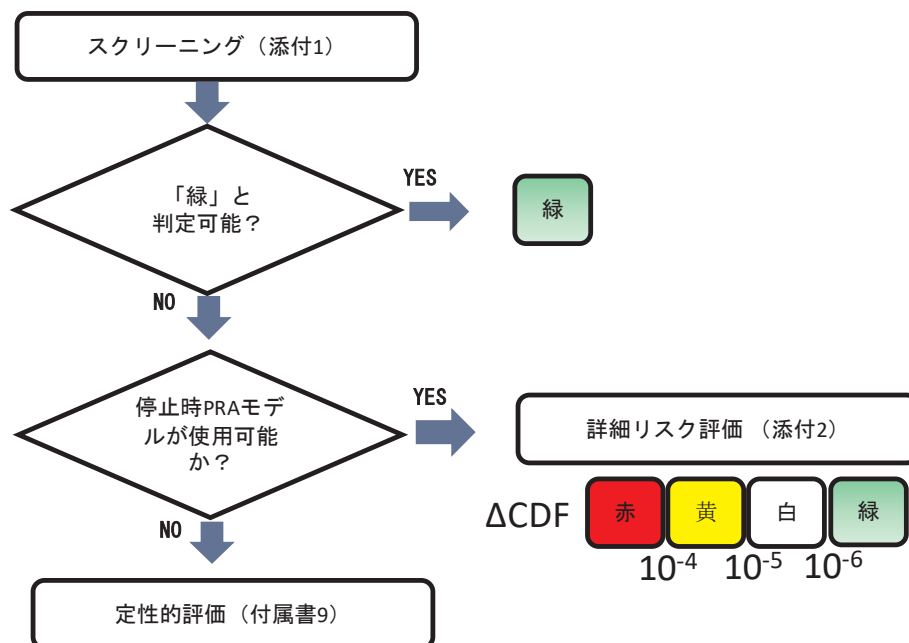 スクリーニング（添付1）
「緑」と
判定可能？
YES
緑
NO
停止時PRAモデ
ルが使用可能
か？
YES
詳細リスク評価 （添付2）
ΔCDF
赤
黄
白
緑
10-4
10-5
10-6
NO
定性的評価（付属書9）